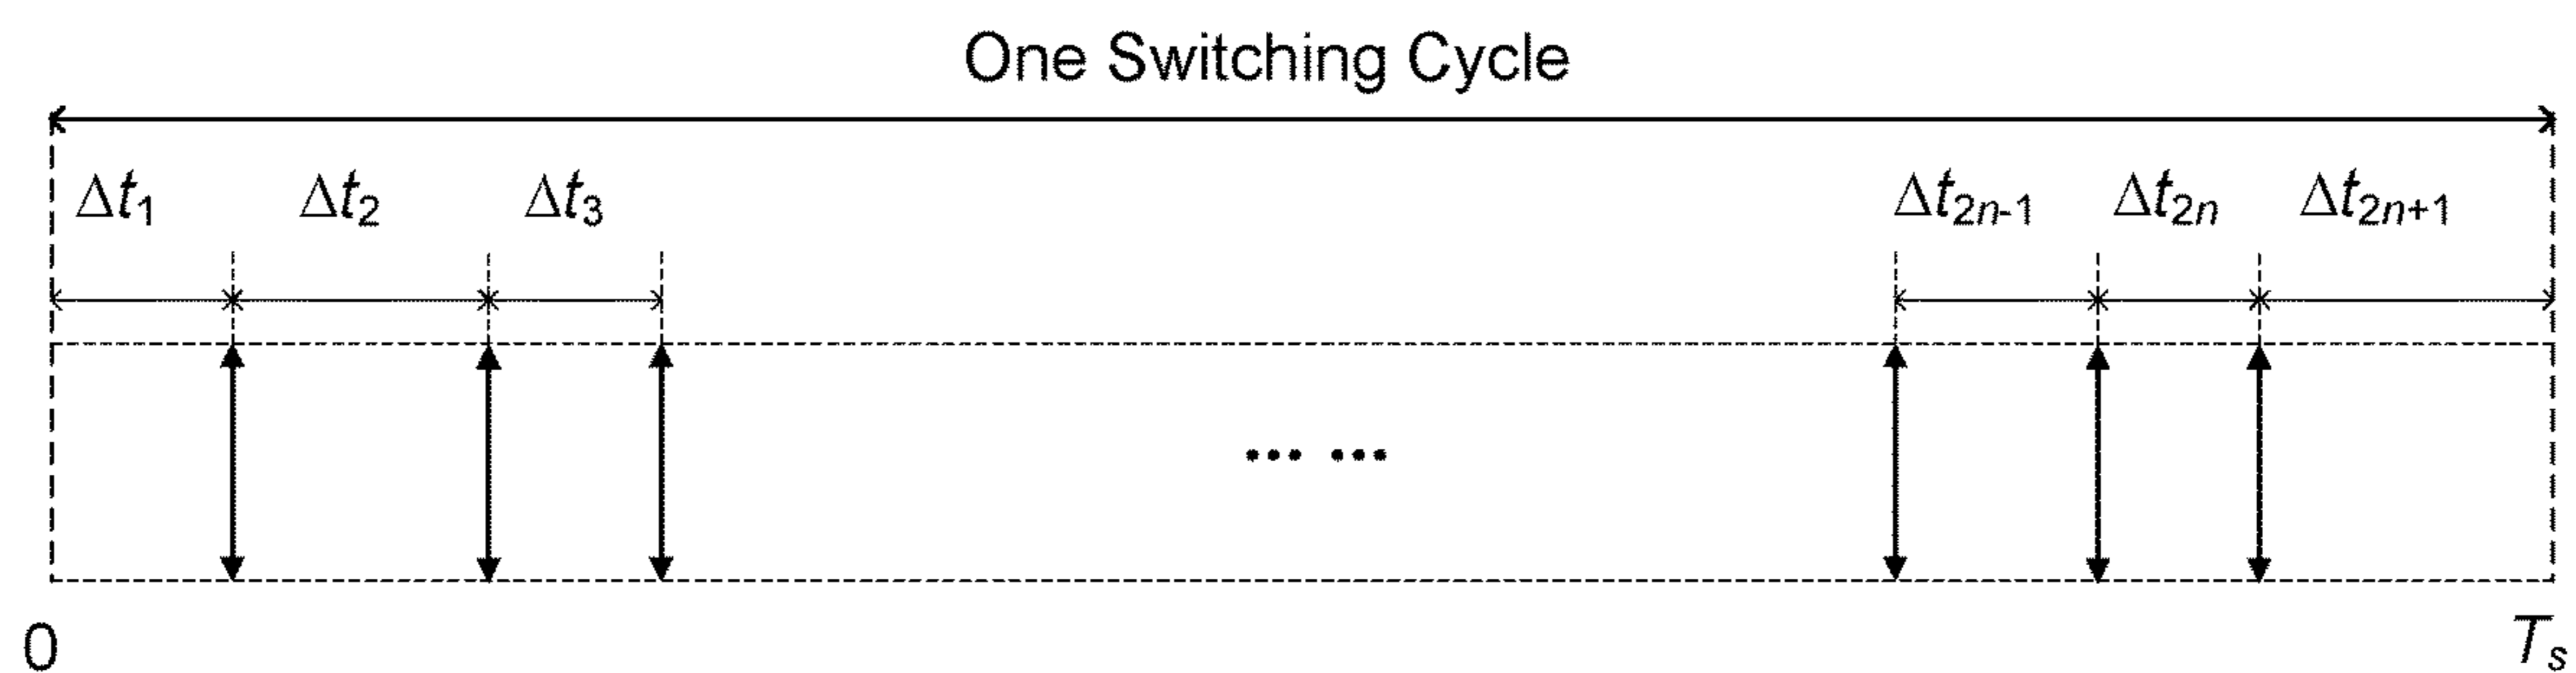 One Switching Cycle
Δt1 Δt2 Δt3 Δt2n-1 Δt2n Δt2n+1
... ...
0 Ts